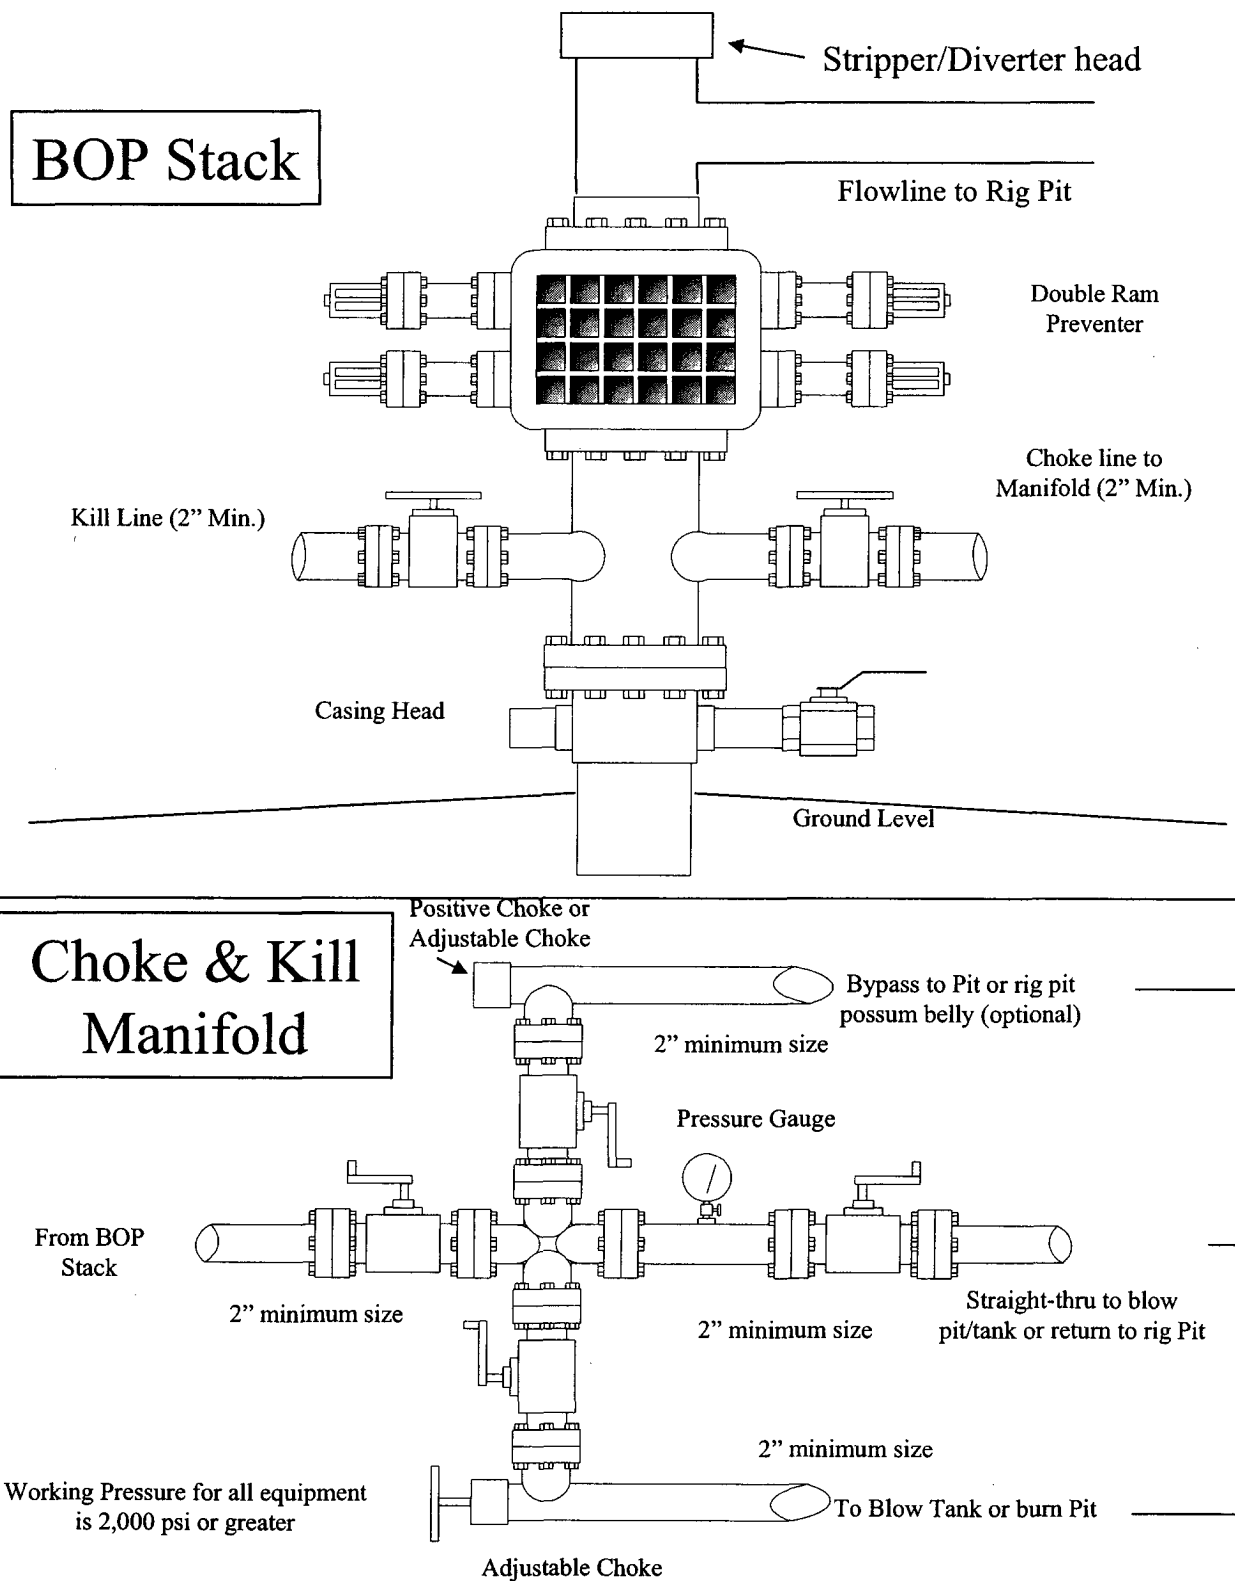 Stripper/Diverter head
BOP Stack
Flowline to Rig Pit
Double Ram
Preventer
Choke line to
Manifold (2” Min.)
Kill Line (2” Min.)
Casing Head
Ground Level
Positive Choke or
Adjustable Choke
Choke & Kill
Manifold
Bypass to Pit or rig pit
possum belly (optional)
2” minimum size
Pressure Gauge
From BOP
Stack
2” minimum size
2” minimum size
Straight-thru to blow
pit/tank or return to rig Pit
2” minimum size
Working Pressure for all equipment
is 2,000 psi or greater
To Blow Tank or burn Pit
Adjustable Choke